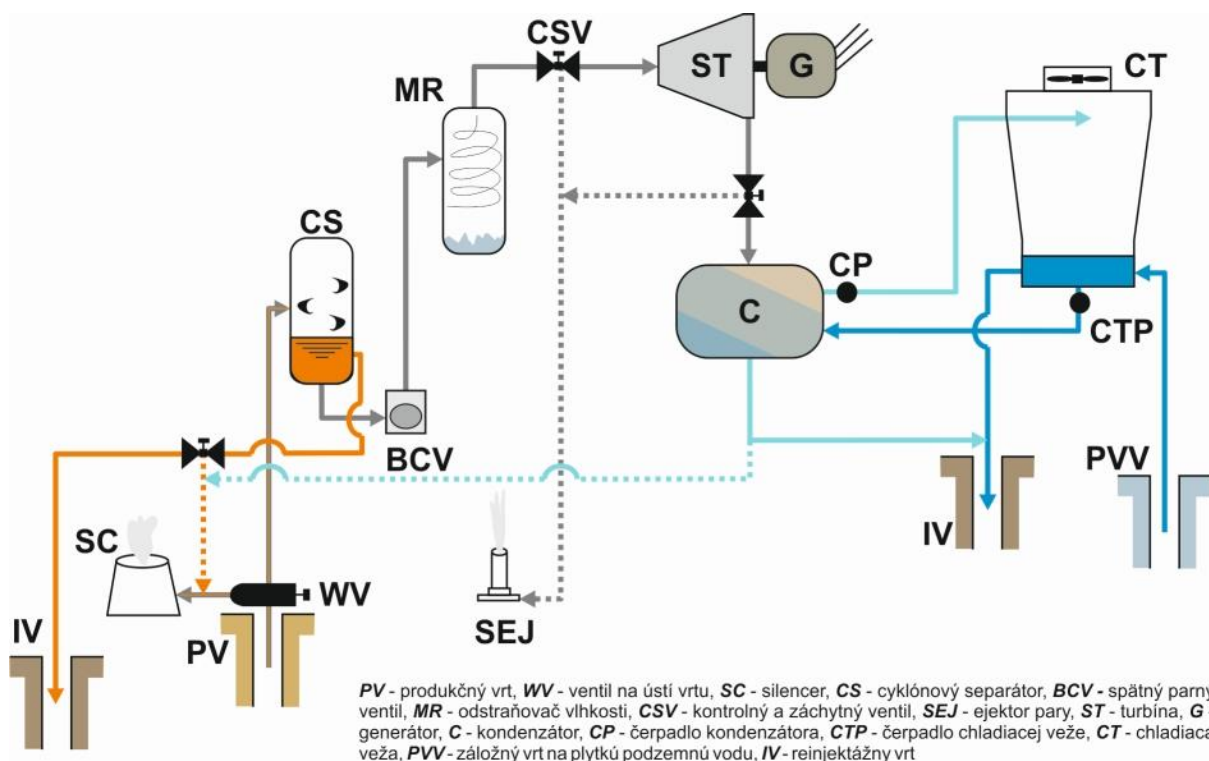 CSV
ST
G
CT
MR
CS
CP
C
CTP
BCV
PVV
IV
SC
WV
IV
PV
SEJ
PV - produkčný vrt, WV - ventil na ústí vrtu, SC - silencer, CS - cyklónový separátor, BCV - spätný parný
ventil, MR - odstraňovač vlhkosti, CSV - kontrolný a záchytný ventil, SEJ - ejektor pary, ST - turbína, G -
generátor, C - kondenzátor, CP - čerpadlo kondenzátora, CTP - čerpadlo chladiacej veže, CT - chladiaca
veža, PVV - záložný vrt na plytkú podzemnú vodu, IV - reinjektážny vrt